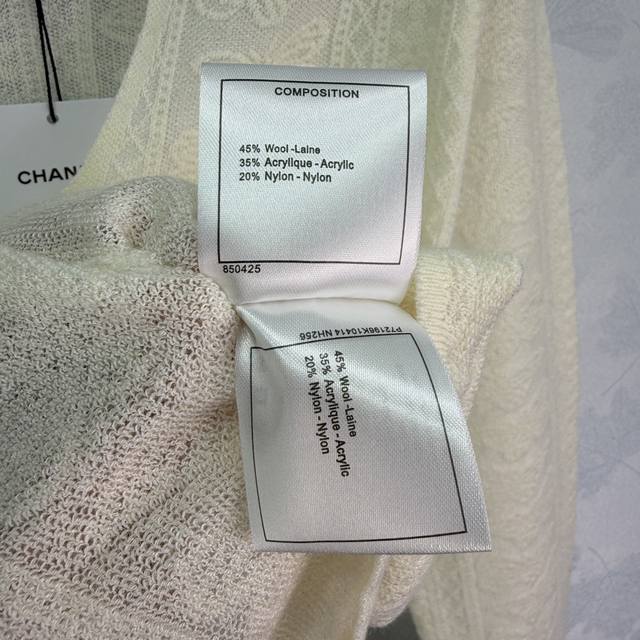 CHAN
COMPOSITION
45% Wool -Laine
35% Acrylique - Acrylic
20% Nylon - Nylon
850425
P72196K10414 NH256
45% Wool -Laine
35% Acrylique - Acrylic
20% Nylon - Nylon